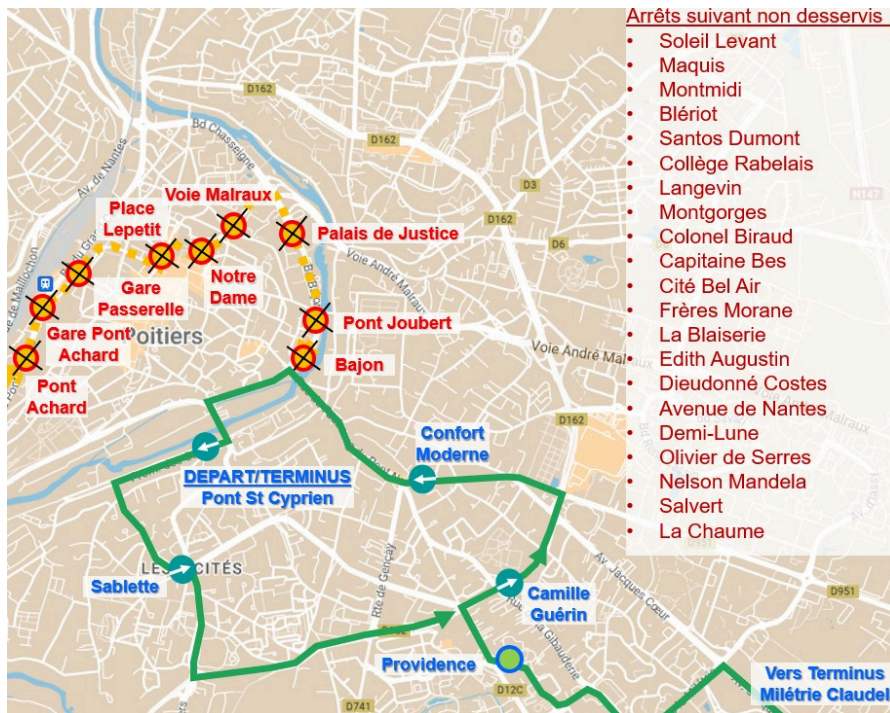 Arrêts suivant non desservis
• Soleil Levant
• Maquis
• Montmidi
• Blériot
• Santos Dumont
• Collège Rabelais
• Langevin
• Montgorges
• Colonel Biraud
• Capitaine Bes
• Cité Bel Air
• Frères Morane
• La Blaiserie
• Edith Augustin
• Dieudonné Costes
• Avenue de Nantes
• Demi-Lune
• Olivier de Serres
• Nelson Mandela
• Salvert
• La Chaume
D162
Bd Chasseigne
D162
Av. de Nantes
D3
N147
Voie Malraux
D162
Place
Lepetit
Palais de Justice
D6
Voie André Malraux
Gare
Passerelle
Notre
Dame
Gare Pont
Achard
Poitiers
Pont Joubert
Voie André Malraux
Bajon
Pont
Achard
D162
Confort
Moderne
DEPART/TERMINUS
Pont St Cyprien
D951
Rte de Gençay
Av. Jacques Cœur
Sablette
Camille
Guérin
D951
Providence
D12C
D741
Vers Terminus
Milétrie Claudel